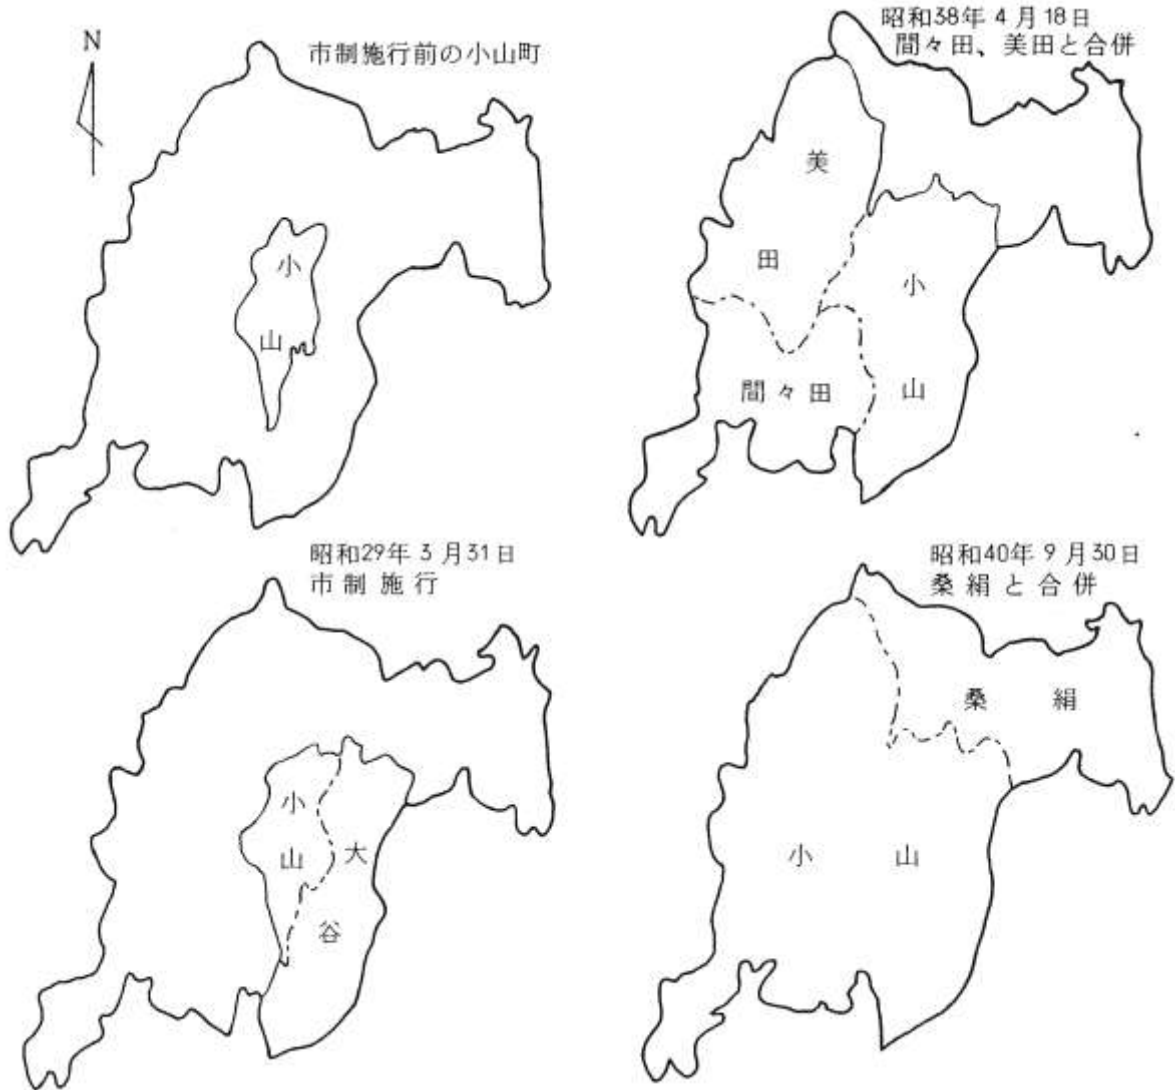 N
市制施行前の小山町
小
山
昭和38年4月18日
間々田、美田と合併
美
田
小
山
間々田
昭和29年3月31日
市制施行
小
山
大
谷
昭和40年9月30日
桑絹と合併
桑絹
小山